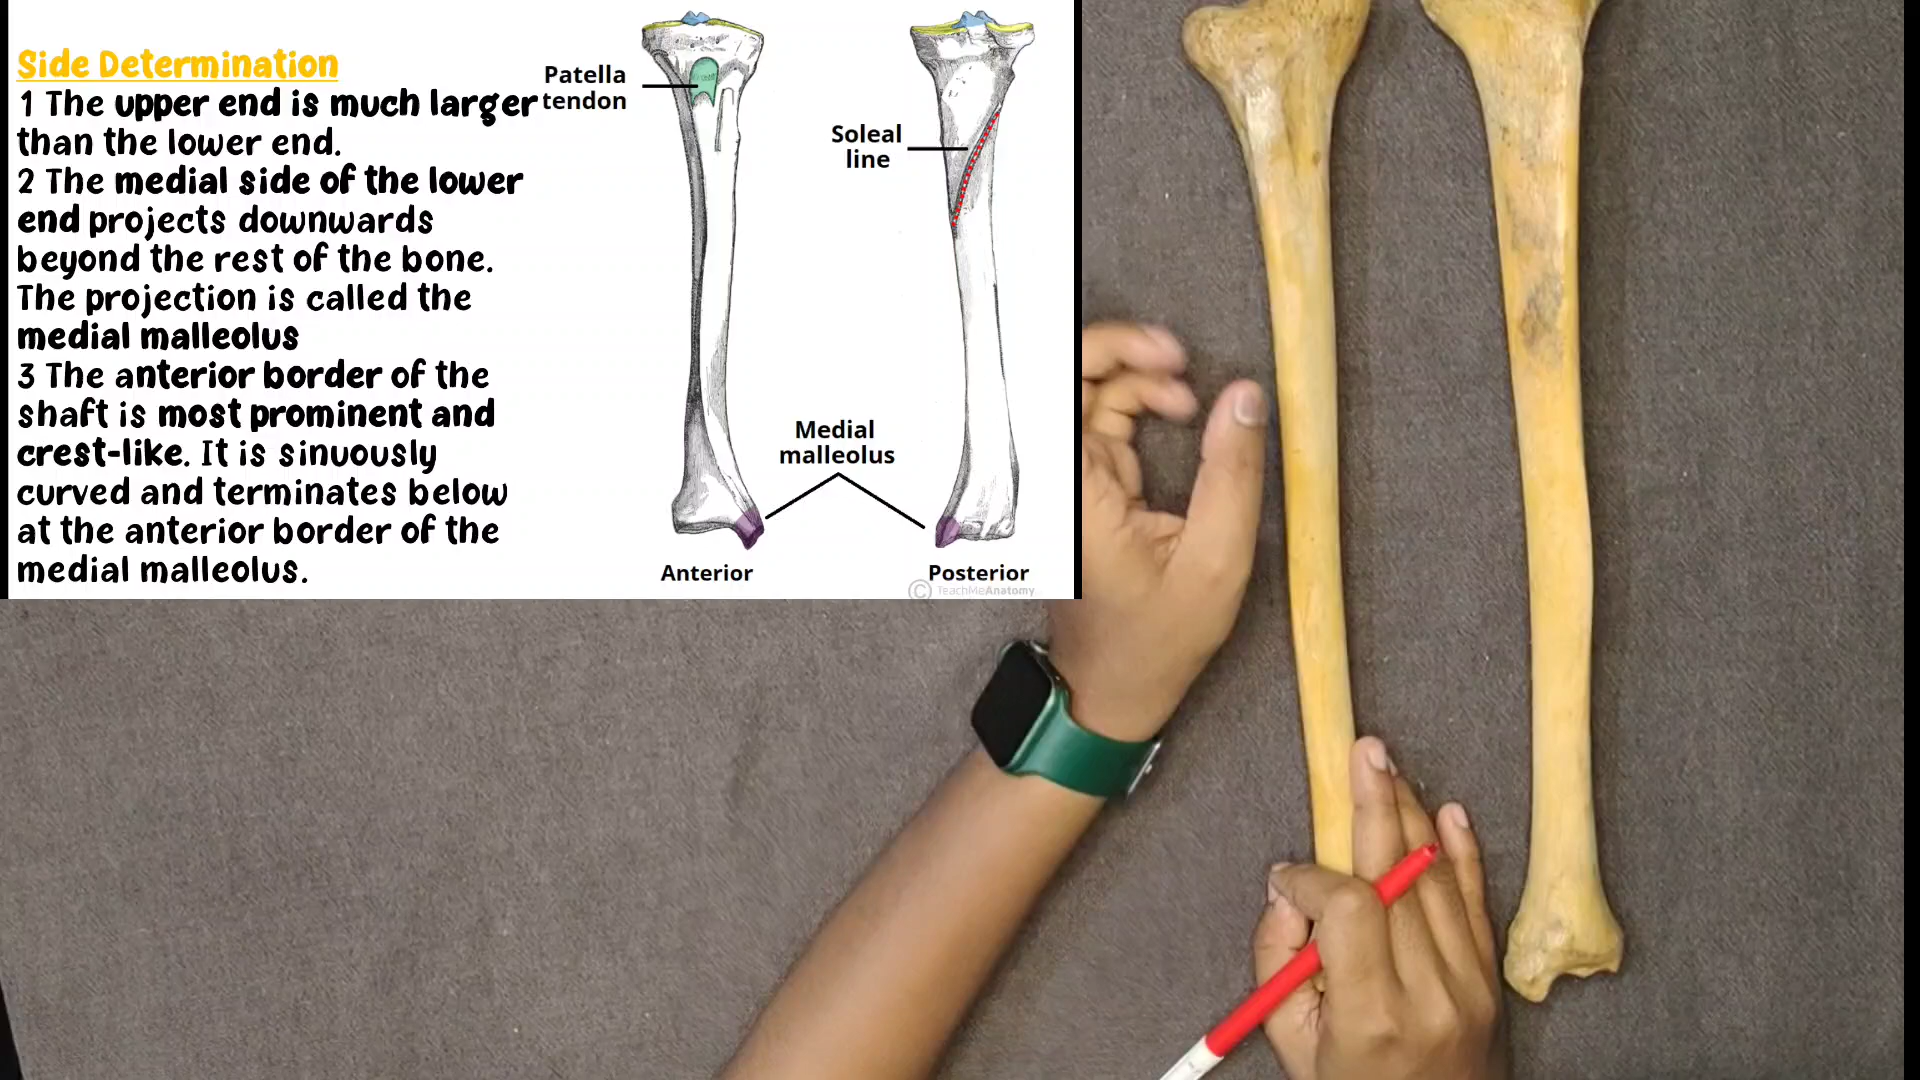 Side Determination
1 The upper end is much larger
than the lower end.
2 The medial side of the lower
end projects downwards
beyond the rest of the bone.
The projection is called the
medial malleolus
3 The anterior border of the
shaft is most prominent and
crest-like. It is sinuously
curved and terminates below
at the anterior border of the
medial malleolus.
Patella
tendon
Soleal
line
Medial
malleolus
Anterior
Posterior
© TeachMeAnatomy